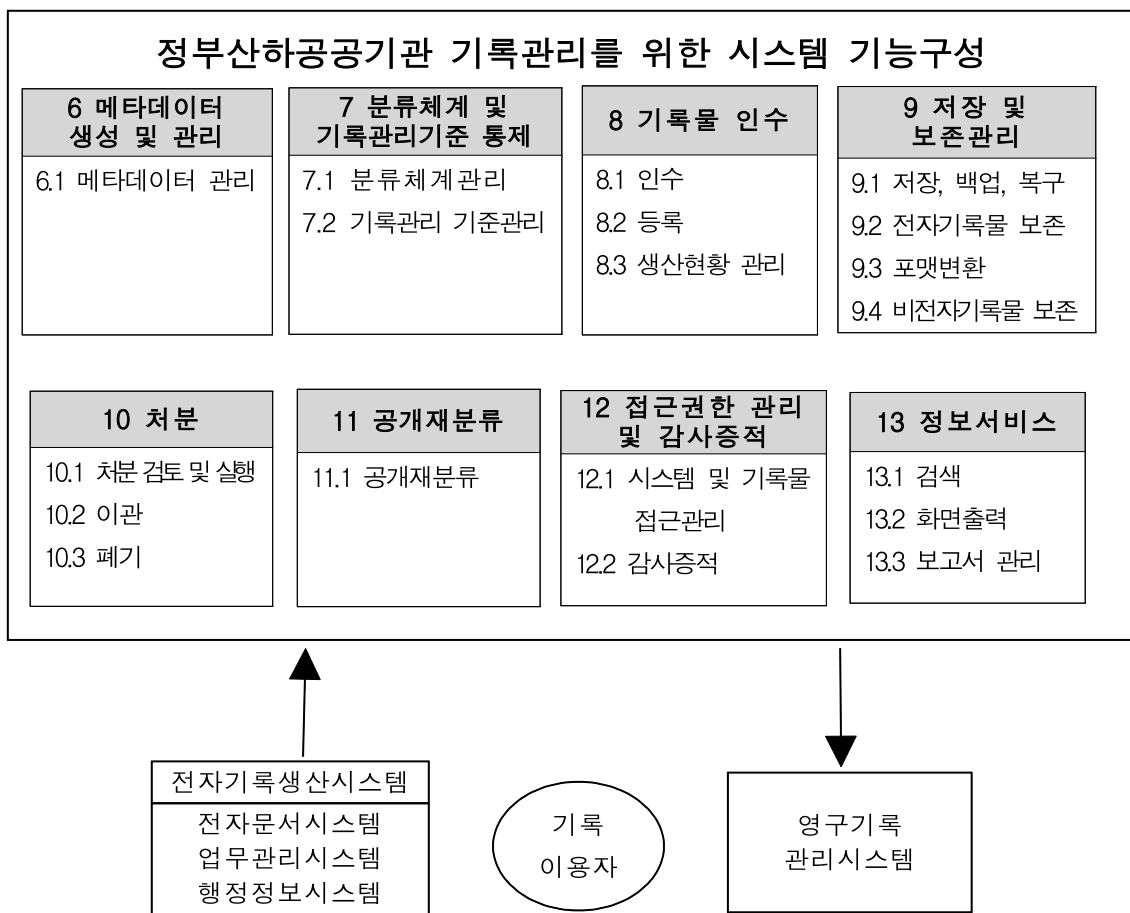 정부산하공공기관 기록관리를 위한 시스템 기능구성
6 메타데이터
생성 및 관리
6.1 메타데이터 관리
7 분류체계 및
기록관리기준 통제
7.1 분류체계관리
7.2 기록관리 기준관리
8 기록물 인수
8.1 인수
8.2 등록
8.3 생산현황 관리
9 저장 및
보존관리
9.1 저장, 백업, 복구
9.2 전자기록물 보존
9.3 포맷변환
9.4 비전자기록물 보존
10 처분
10.1 처분 검토 및 실행
10.2 이관
10.3 폐기
11 공개재분류
11.1 공개재분류
12 접근권한 관리
및 감사증적
12.1 시스템 및 기록물
접근관리
12.2 감사증적
13 정보서비스
13.1 검색
13.2 화면출력
13.3 보고서 관리
전자기록생산시스템
전자문서시스템
업무관리시스템
행정정보시스템
기록
이용자
영구기록
관리시스템